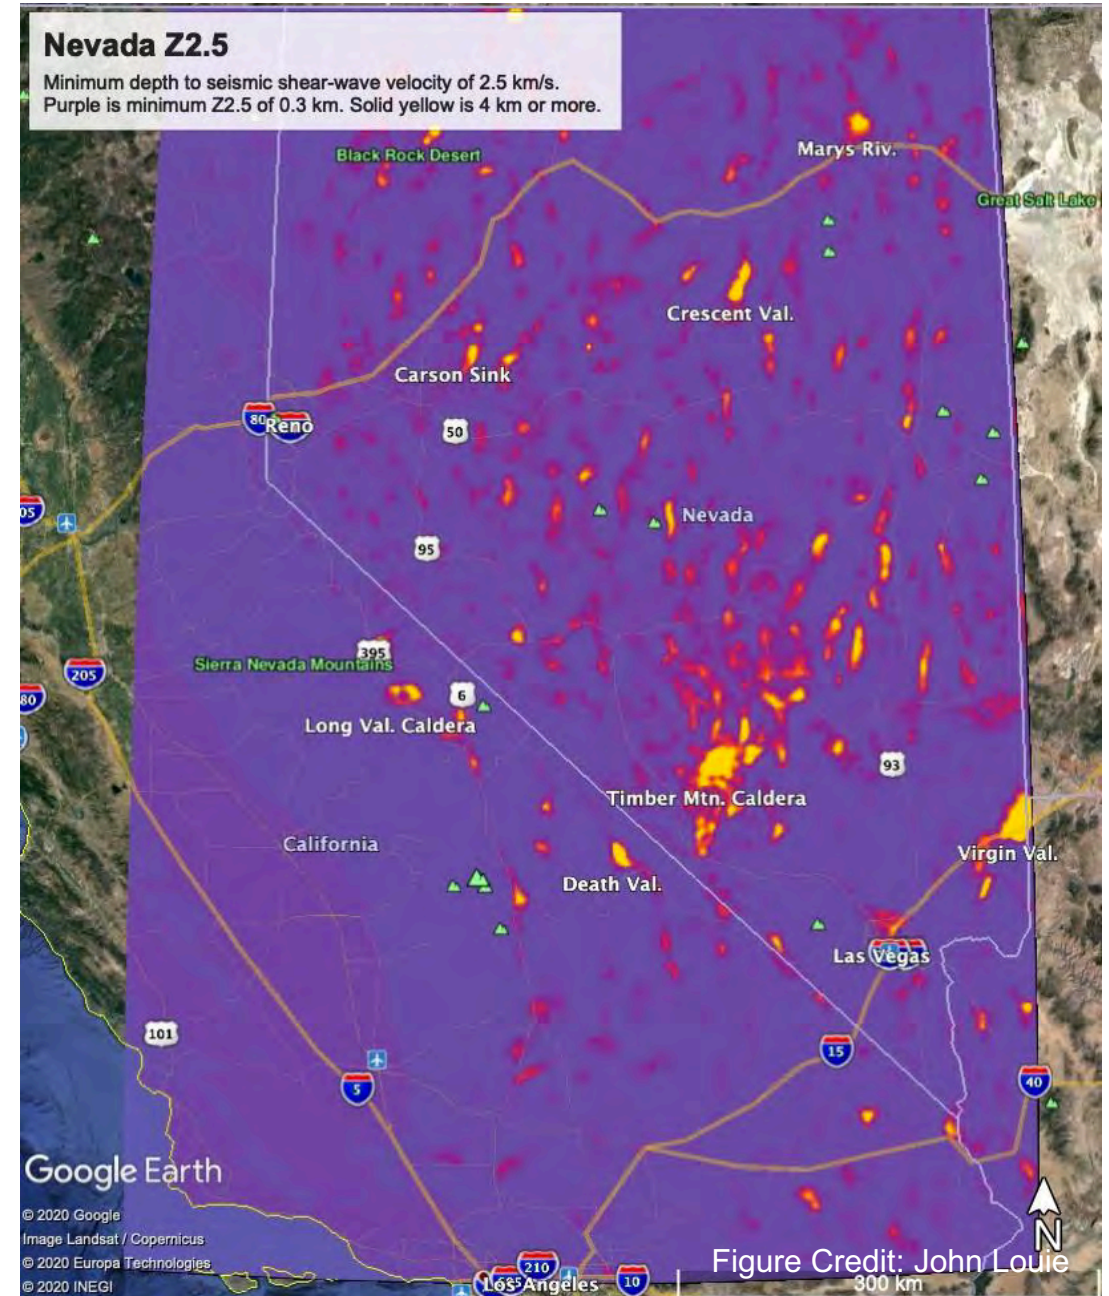 Nevada Z2.5
Minimum depth to seismic shear-wave velocity of 2.5 km/s.
Purple is minimum Z2.5 of 0.3 km. Solid yellow is 4 km or more.
Black Rock Desert
Marys Riv.
Great Salt Lake
Crescent Val.
Carson Sink
80
Reno
50
05
Nevada
95
395
Sierra Nevada Mountains
205
80
6
Long Val. Caldera
93
Timber Mtn. Caldera
California
Virgin Val.
Death Val.
Las Vegas
101
15
5
40
Google Earth
© 2020 Google
Image Landsat / Copernicus
© 2020 Europa Technologies
© 2020 INEGI
N
Figure Credit: John Louie
300 km
210
Los Angeles
10